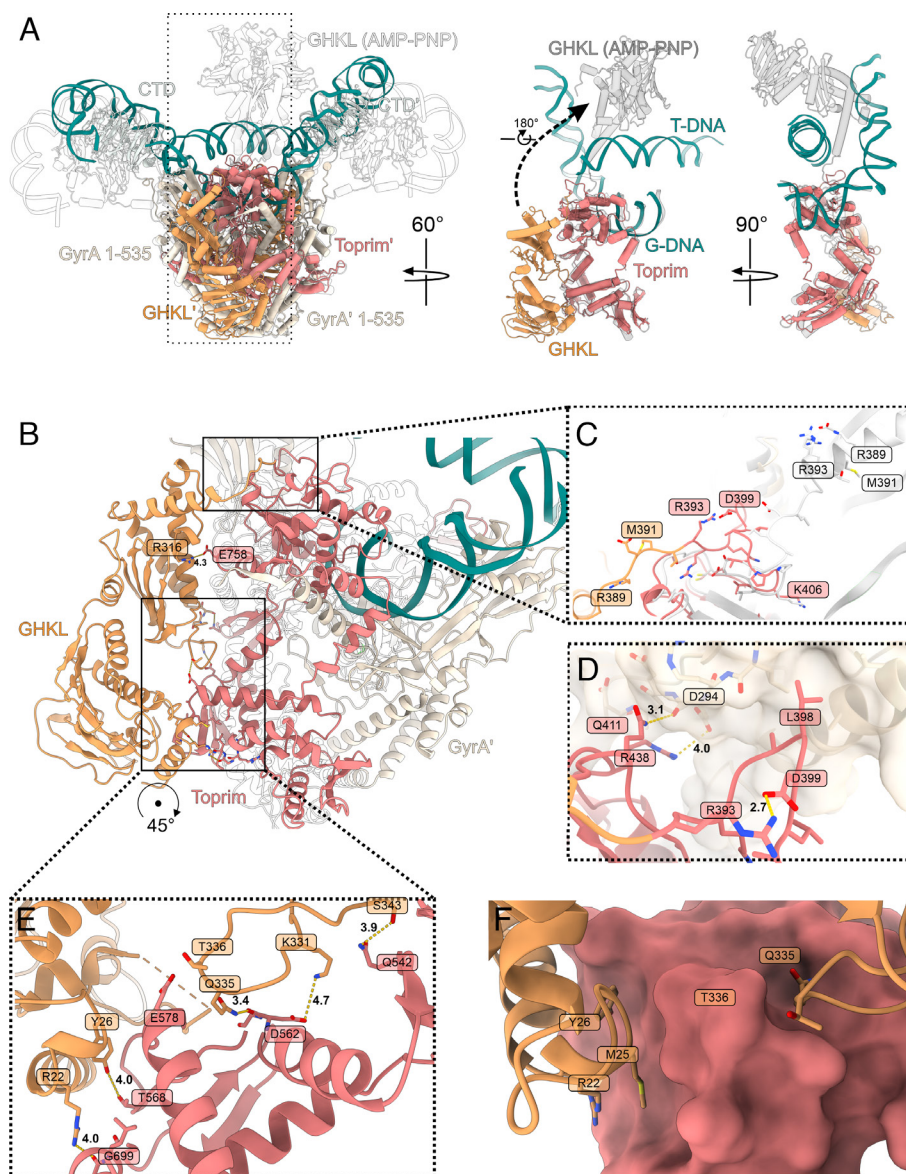 A
GHKL (AMP-PNP)
CTD
CTD'
GyrA 1-535
Toprim'
GHKL'
GyrA' 1-535
60°
GHKL (AMP-PNP)
180°
T-DNA
G-DNA
Toprim
GHKL
90°
B
R316
4.3
E758
GHKL
GyrA'
Toprim
45°
C
R389
R393
M391
D399
R393
M391
R389
K406
D
D294
3.1
Q411
L398
R438
4.0
D399
R393
2.7
E
S343
3.9
T336
K331
Q542
Q335
3.4
4.7
E578
Y26
D562
R22
4.0
T568
4.0
G699
F
Q335
T336
Y26
M25
R22